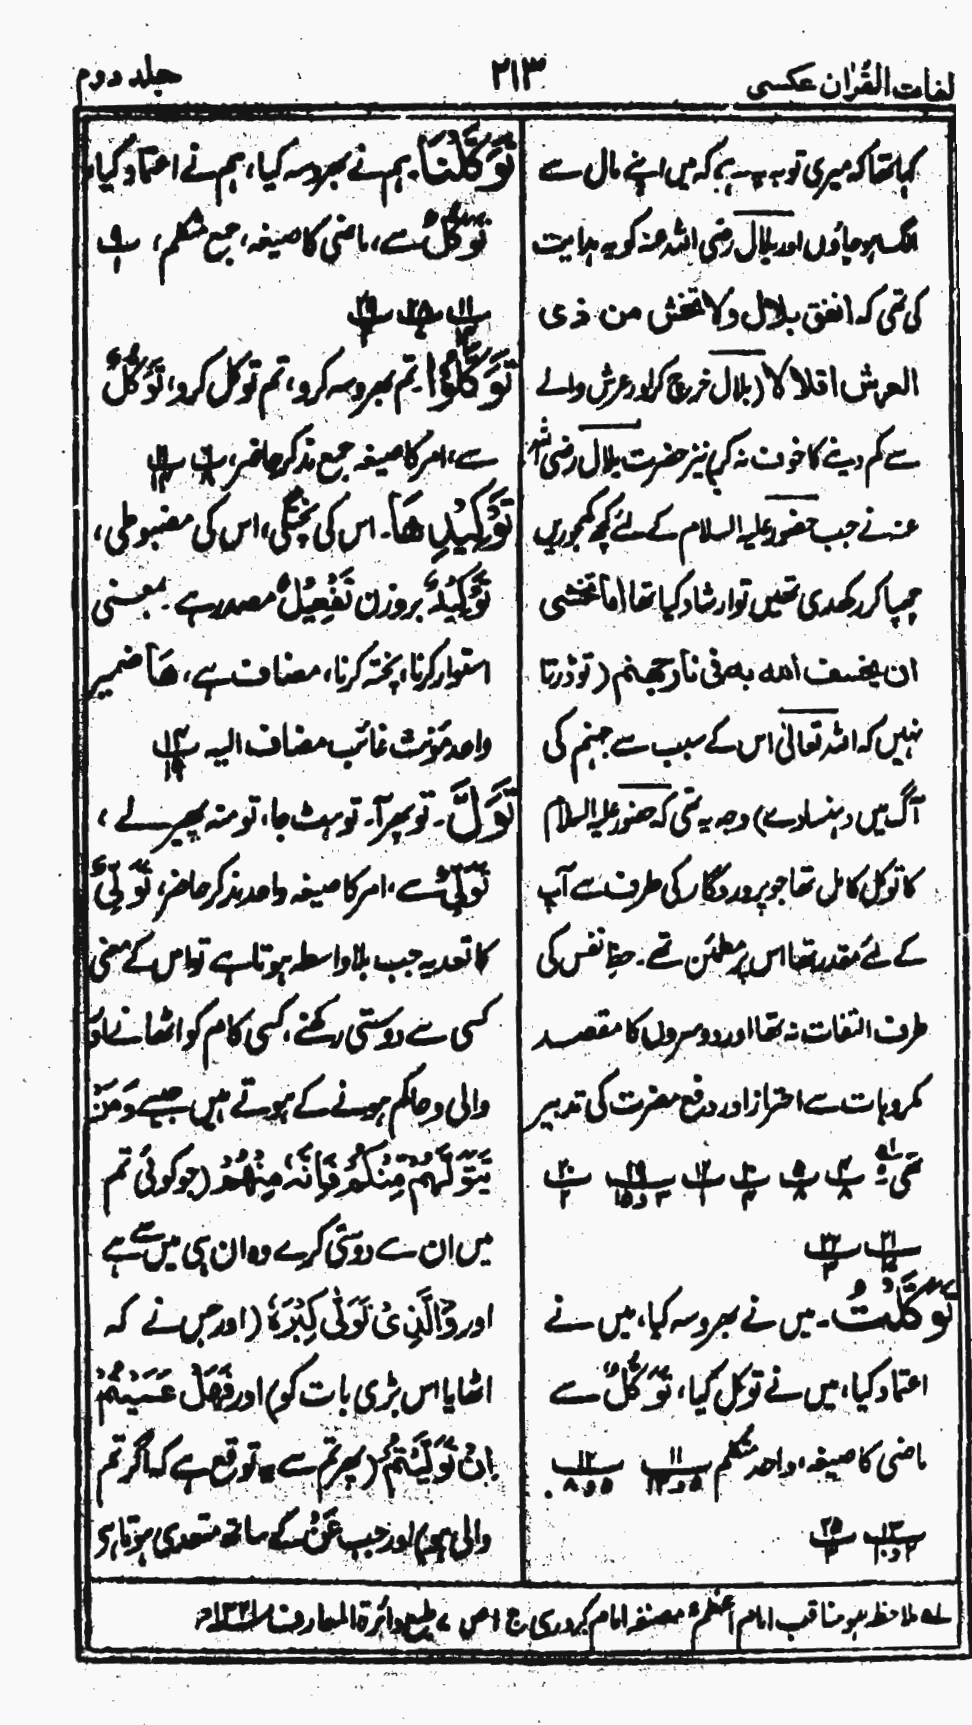 لغات القرآن عکسی
۲۱۳
جلد دوم
کہا تھا کہ میری توبہ یہ ہے کہ میں اپنے مال سے
الگ ہو جاؤں اور بلال رضی اللہ عنہ کو یہ ہدایت
کی تھی کہ انفق بلال ولا تخش من ذی
العرش اقلالا (بلال خرچ کر اور عرش والے
سے کم دینے کا خوف نہ کر) نیز حضرت بلال رضی اللہ
عنہ نے جب حضور علیہ السلام کے لئے کچھ کھجوریں
چھپا کر رکھدی تھیں تو ارشاد کیا تھا اما تخشی
ان یخسف اللہ بہ فی نار جہنم (تو ڈرتا
نہیں کہ اللہ تعالیٰ اس کے سبب سے جہنم کی
آگ میں دہنسا دے) وجہ یہ تھی کہ حضور علیہ السلام
کا توکل کامل تھا جو پروردگار کی طرف سے آپ
کے لئے مقدر تھا اس پر مطمئن تھے۔ حظِ نفس کی
طرف التفات نہ تھا اور دوسروں کا مقصد
مکروہات سے احتراز اور دفع مضرت کی تدبیر
تھی
تَوَكَّلْتُ۔ میں نے بھروسہ کیا، میں نے
اعتماد کیا، میں نے توکل کیا، تَوَکُّلٌ سے
ماضی کا صیغہ، واحد متکلم ۱۱ ۱۲
تَوَكَّلْنَا۔ ہم نے بھروسہ کیا، ہم نے اعتماد کیا،
تَوَکُّلٌ سے، ماضی کا صیغہ، جمع متکلم، ۹
۱۱ ۲۸ ۲۹
تَوَكَّلُوْا۔ تم بھروسہ کرو، تم توکل کرو، تَوَکُّلٌ
سے، امر کا صیغہ جمع مذکر حاضر،
تَوْكِيْدِهَا۔ اس کی پختگی، اس کی مضبوطی،
تَوْکِیْدٌ بروزن تَفْعِیْلٌ مصدر ہے۔ بمعنی
استوار کرنا، پختہ کرنا، مضاف ہے، ھَا ضمیر
واحد مؤنث غائب مضاف الیہ ۱۴
تَوَلَّ۔ تو پھر آ۔ تو ہٹ جا، تو منہ پھیر لے ،
تَوَلِّیْ سے، امر کا صیغہ واحد مذکر حاضر، تَوَلِّیْ
کا تعدیہ جب بلا واسطہ ہوتا ہے تو اس کے معنی
کسی سے دوستی رکھنے، کسی کام کو اٹھانے اور
والی و حاکم ہونے کے ہوتے ہیں جیسے وَمَنْ
یَّتَوَلَّهُمْ مِّنْكُمْ فَاِنَّهٗ مِنْهُمْ (جو کوئی تم
میں ان سے دوستی کرے وہ ان ہی میں سے ہے
اور وَالَّذِیْ تَوَلّٰی کِبْرَهٗ (اور جس نے کہ
اٹھایا اس بڑی بات کو) اور فَهَلْ عَسَیْتُمْ
اِنْ تَوَلَّیْتُمْ (پھر تم سے یہ توقع ہے کہ اگر تم
والی ہو) اور جب عَنْ کے ساتھ متعدی ہوتا ہی
لہ ملاحظہ ہو مناقب امام اعظم مصنفہ امام کردری ج ۱ ص ۷ طبع دائرۃ المعارف